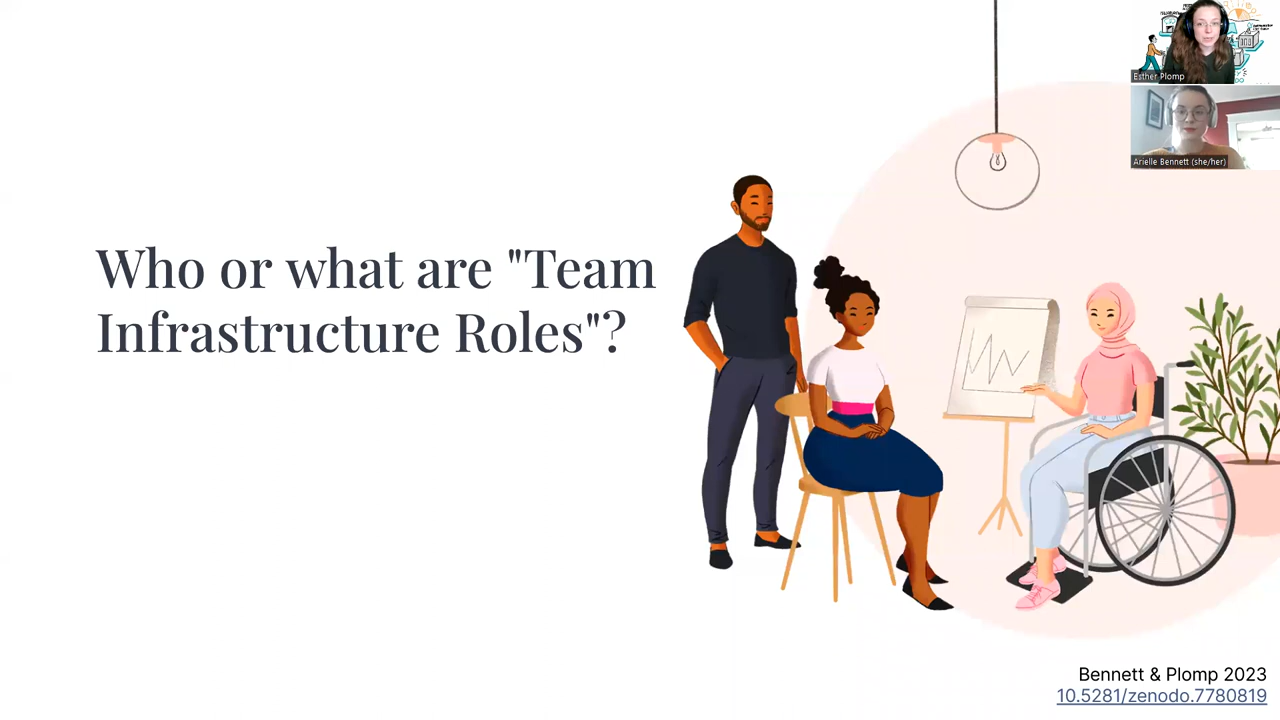 Who or what are "Team
Infrastructure Roles"?
Esther Plomp
Arielle Bennett (she/her)
Bennett & Plomp 2023
10.5281/zenodo.7780819